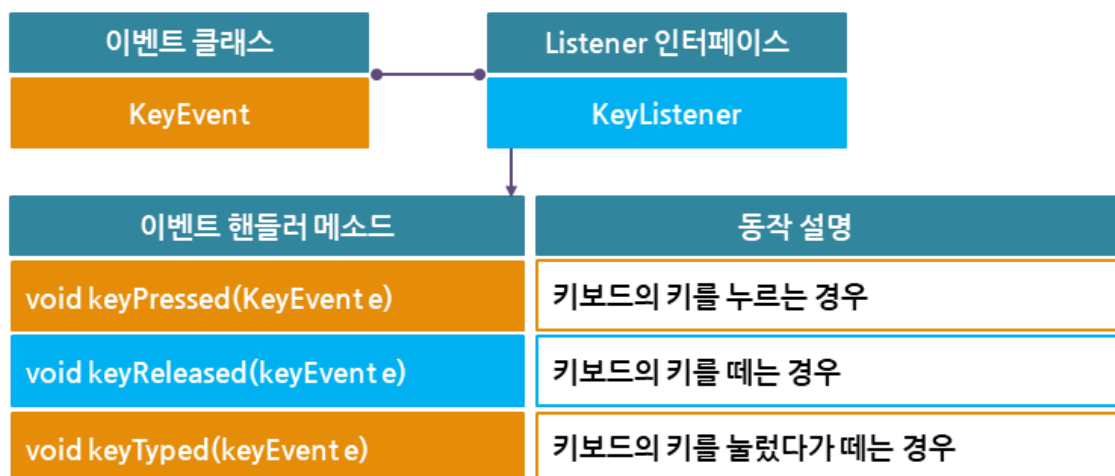 이벤트 클래스
Listener 인터페이스
KeyEvent
KeyListener
이벤트 핸들러 메소드
동작 설명
void keyPressed(KeyEvent e)
키보드의 키를 누르는 경우
void keyReleased(keyEvent e)
키보드의 키를 떼는 경우
void keyTyped(keyEvent e)
키보드의 키를 눌렀다가 떼는 경우